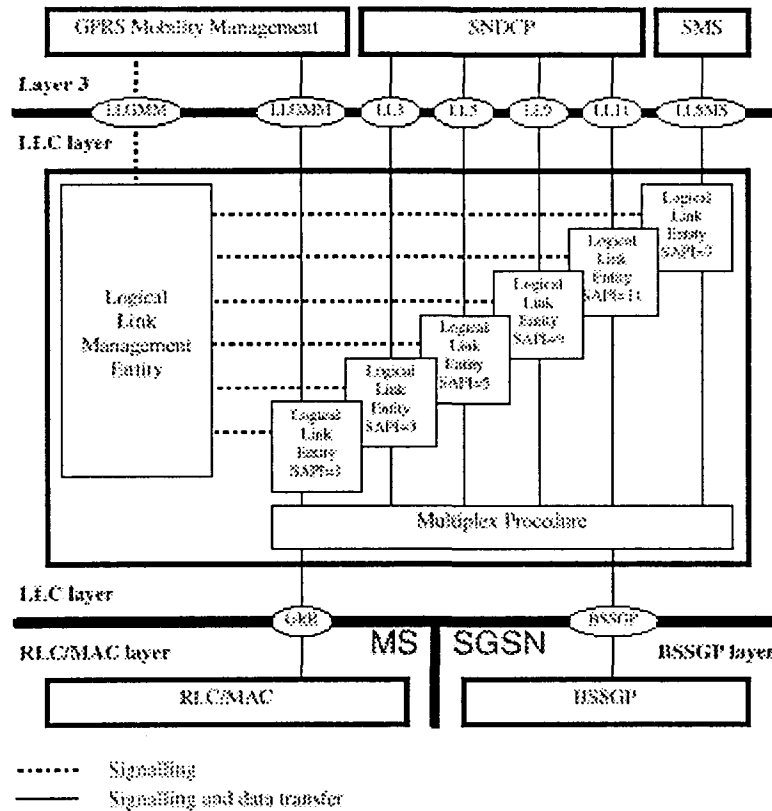 GPRS Mobility Management
SNDCP
SMS
Layer 3
LLGMM
LLGMM
LL3
LL5
LL9
LL11
LLSMS
LLC layer
Logical
Link
Management
Entity
Logical
Link
Entity
SAPI=7
Logical
Link
Entity
SAPI=11
Logical
Link
Entity
SAPI=9
Logical
Link
Entity
SAPI=5
Logical
Link
Entity
SAPI=3
Logical
Link
Entity
Multiplex Procedure
LLC layer
GRR
BSSGP
RLC/MAC layer
MS
SGSN
BSSGP layer
RLC/MAC
BSSGP
Signalling
Signalling and data transfer